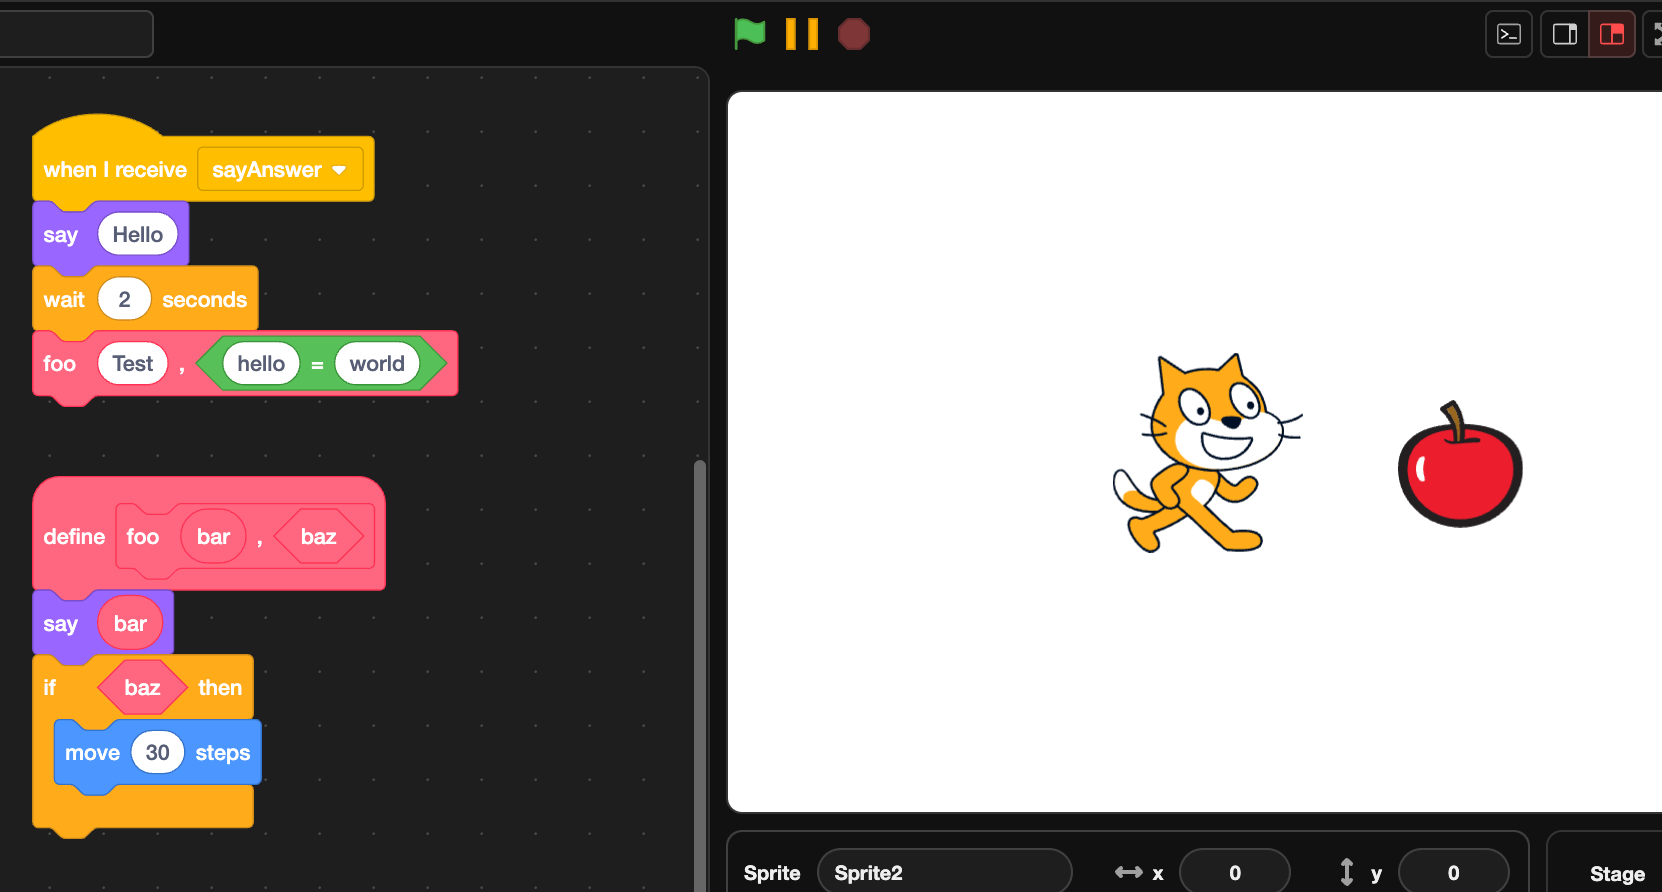 when I receive sayAnswer
say Hello
wait 2 seconds
foo Test , hello = world
define foo bar , baz
say bar
if baz then
move 30 steps
Sprite Sprite2 x 0 y 0
Stage